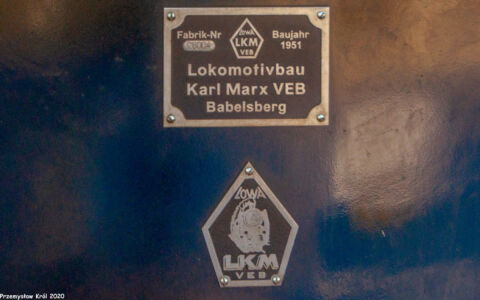 Fabrik-Nr
LOWA
LKM
VEB
Baujahr
1951
Lokomotivbau
Karl Marx VEB
Babelsberg
LOWA
LKM
VEB
Przemysław Król 2020